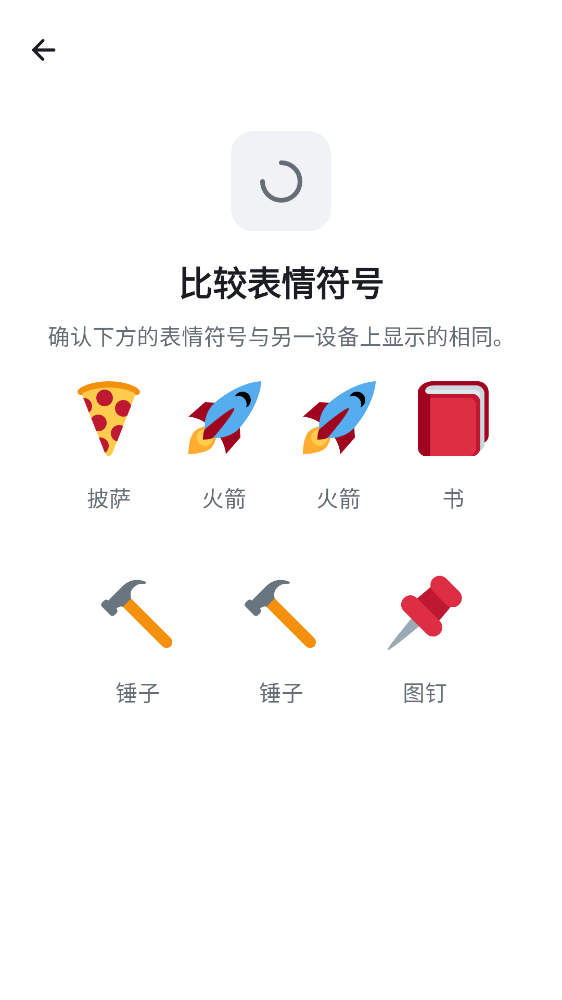 比较表情符号
确认下方的表情符号与另一设备上显示的相同。
披萨 火箭 火箭 书
锤子 锤子 图钉